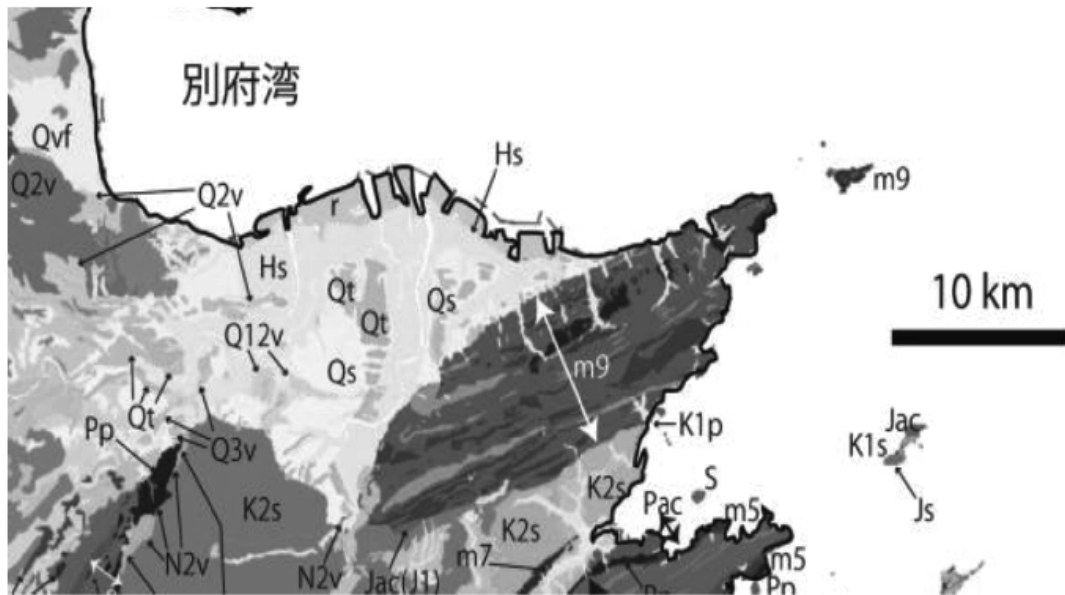 別府湾
Qvf
Hs
Q2v
Q2v
m9
r
Hs
Qt
Qs
10 km
Qt
Q12v
Qs
m9
Qt
K1p
Jac
Pp
Q3v
K1s
K2s
K2s
S
Js
Pac
m5
K2s
m7
N2v
N2v
Jac(J1)
m5
Pp